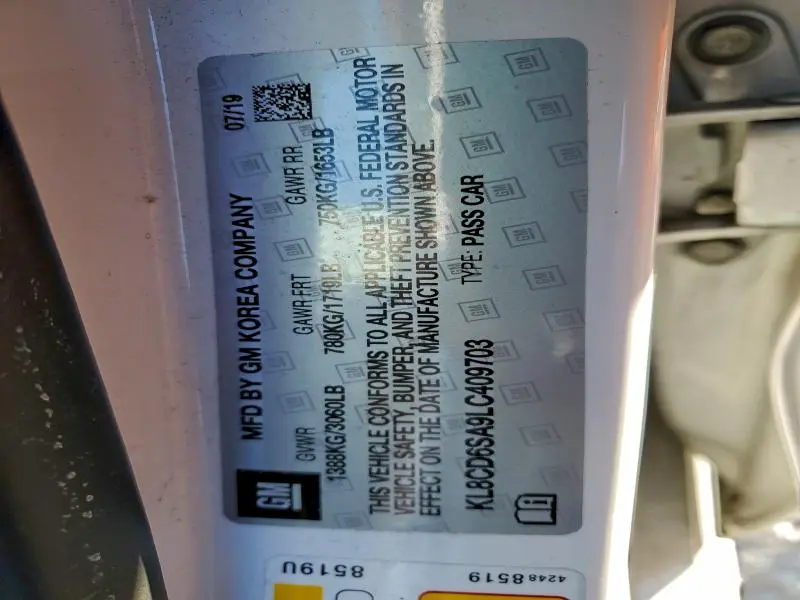 GM
MFD BY GM KOREA COMPANY 07/19
GVWR GAWR FRT GAWR RR
1388KG/3060LB 780KG/1719LB 750KG/1653LB
THIS VEHICLE CONFORMS TO ALL APPLICABLE U.S. FEDERAL MOTOR
VEHICLE SAFETY, BUMPER, AND THEFT PREVENTION STANDARDS IN
EFFECT ON THE DATE OF MANUFACTURE SHOWN ABOVE.
KL8CD6SA9LC409703 TYPE: PASS CAR
8519U
42488519